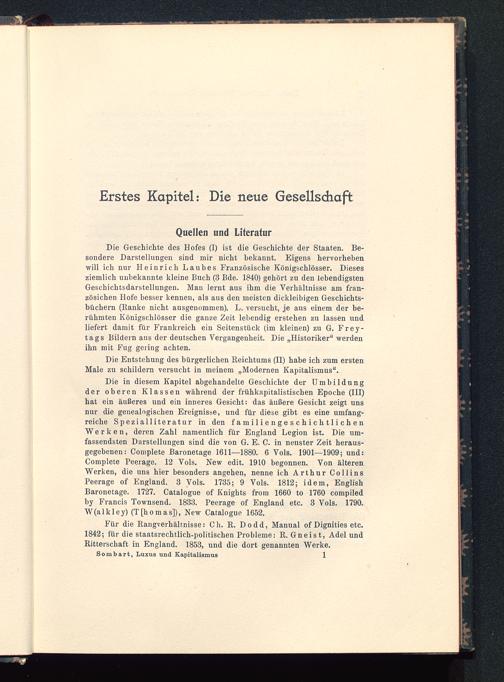 Erstes Kapitel: Die neue Gesellschaft
Quellen und Literatur
Die Geschichte des Hofes (I) ist die Geschichte der Staaten. Be-
sondere Darstellungen sind mir nicht bekannt. Eigens hervorheben
will ich nur Heinrich Laubes Französische Königschlösser. Dieses
ziemlich unbekannte kleine Buch (3 Bde. 1840) gehört zu den lebendigsten
Geschichtsdarstellungen. Man lernt aus ihm die Verhältnisse am fran-
zösischen Hofe besser kennen, als aus den meisten dickleibigen Geschichts-
büchern (Ranke nicht ausgenommen). L. versucht, je aus einem der be-
rühmten Königschlösser die ganze Zeit lebendig erstehen zu lassen und
liefert damit für Frankreich ein Seitenstück (im kleinen) zu G. Frey-
tags Bildern aus der deutschen Vergangenheit. Die „Historiker“ werden
ihn mit Fug gering achten.
Die Entstehung des bürgerlichen Reichtums (II) habe ich zum ersten
Male zu schildern versucht in meinem „Modernen Kapitalismus“.
Die in diesem Kapitel abgehandelte Geschichte der Umbildung
der oberen Klassen während der frühkapitalistischen Epoche (III)
hat ein äußeres und ein inneres Gesicht: das äußere Gesicht zeigt uns
nur die genealogischen Ereignisse, und für diese gibt es eine umfang-
reiche Spezialliteratur in den familiengeschichtlichen
Werken, deren Zahl namentlich für England Legion ist. Die um-
fassendsten Darstellungen sind die von G. E. C. in neuster Zeit heraus-
gegebenen: Complete Baronetage 1611—1880. 6 Vols. 1901—1909; und:
Complete Peerage. 12 Vols. New edit. 1910 begonnen. Von älteren
Werken, die uns hier besonders angehen, nenne ich Arthur Collins
Peerage of England. 3 Vols. 1735; 9 Vols. 1812; idem, English
Baronetage. 1727. Catalogue of Knights from 1660 to 1760 compiled
by Francis Townsend. 1833. Peerage of England etc. 3 Vols. 1790.
W(alkley) (T[homas]), New Catalogue 1652.
Für die Rangverhältnisse: Ch. R. Dodd, Manual of Dignities etc.
1842; für die staatsrechtlich-politischen Probleme: R. Gneist, Adel und
Ritterschaft in England. 1853, und die dort genannten Werke.
Sombart, Luxus und Kapitalismus 1